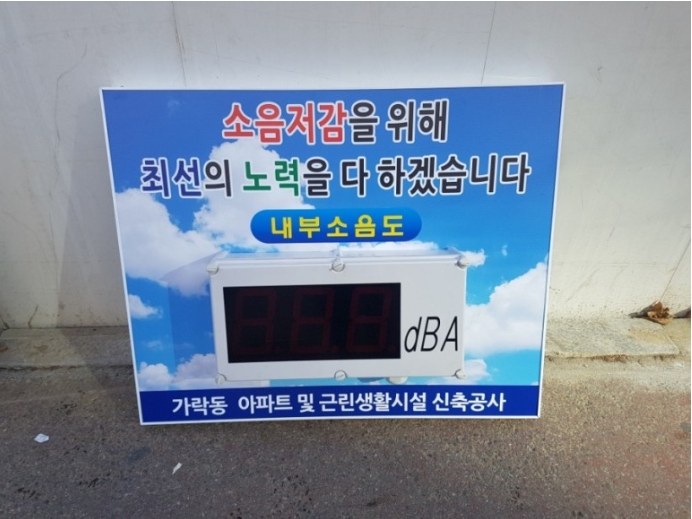 소음저감을 위해
최선의 노력을 다 하겠습니다
내부소음도
dBA
가락동 아파트 및 근린생활시설 신축공사